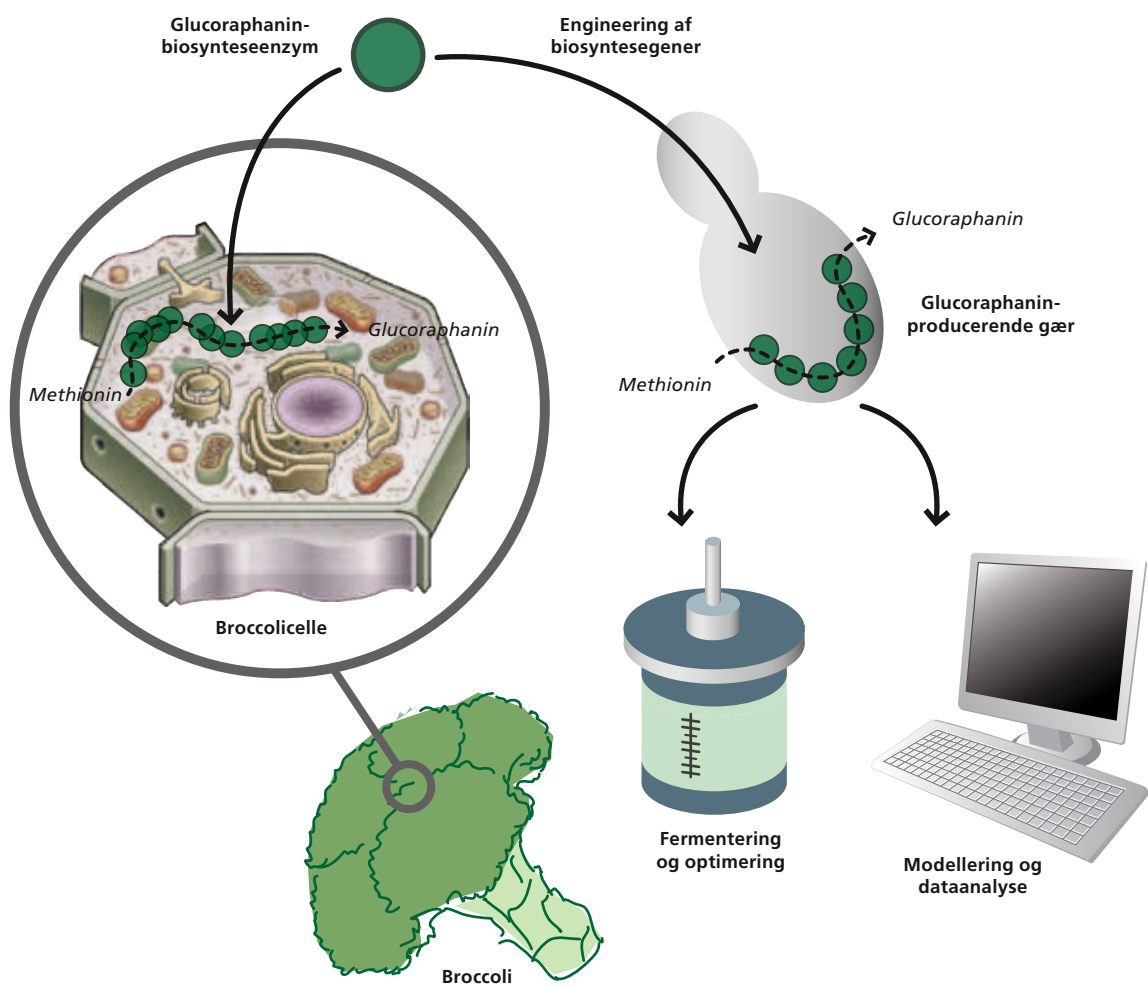 Glucoraphanin-
biosynteseenzym
Engineering af
biosyntesegener
Glucoraphanin
Methionin
Broccolicelle
Glucoraphanin
Methionin
Glucoraphanin-
producerende gær
Fermentering
og optimering
Modellering og
dataanalyse
Broccoli